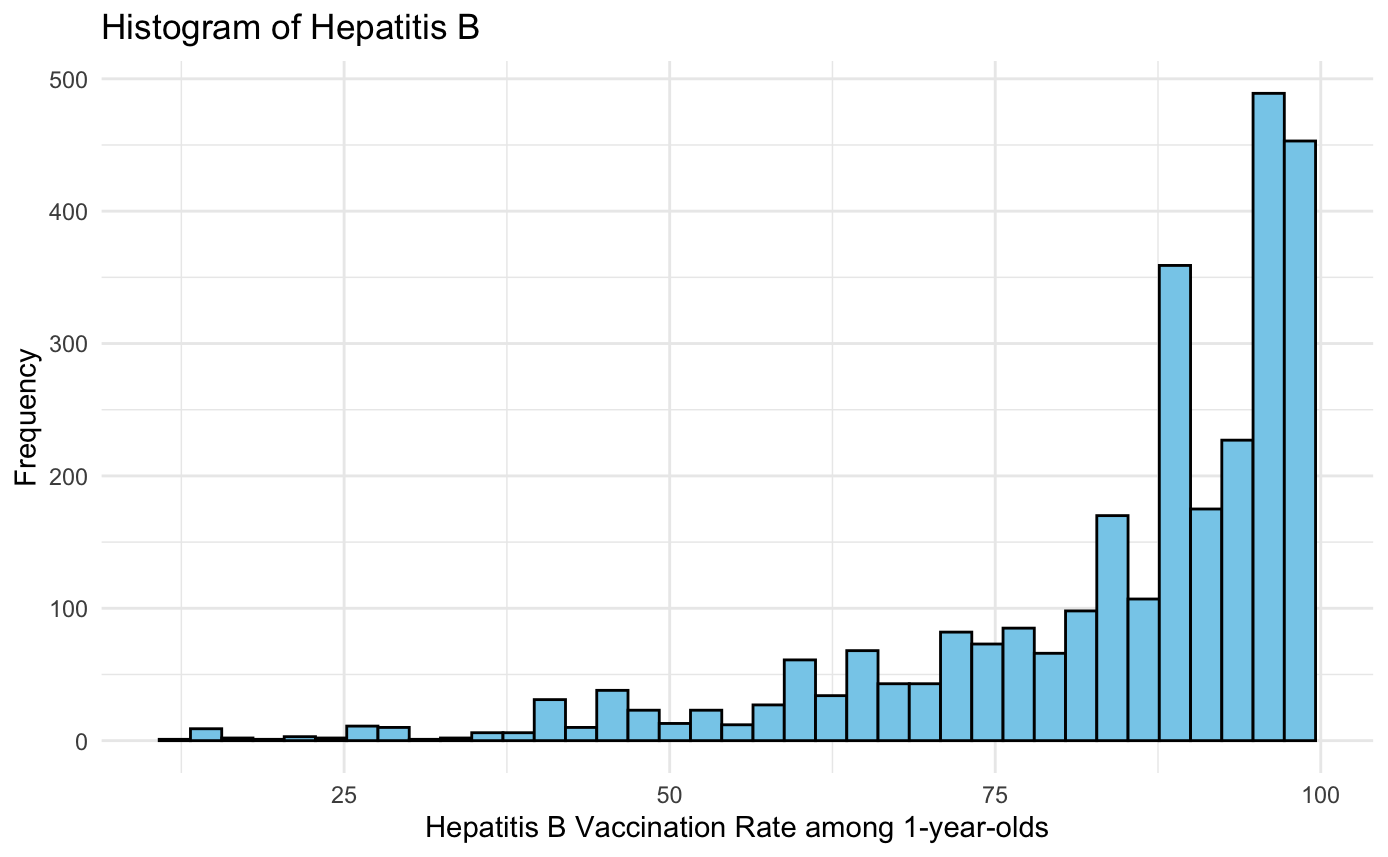 Histogram of Hepatitis B
500
400
300
200
100
0
Frequency
25 50 75 100
Hepatitis B Vaccination Rate among 1-year-olds